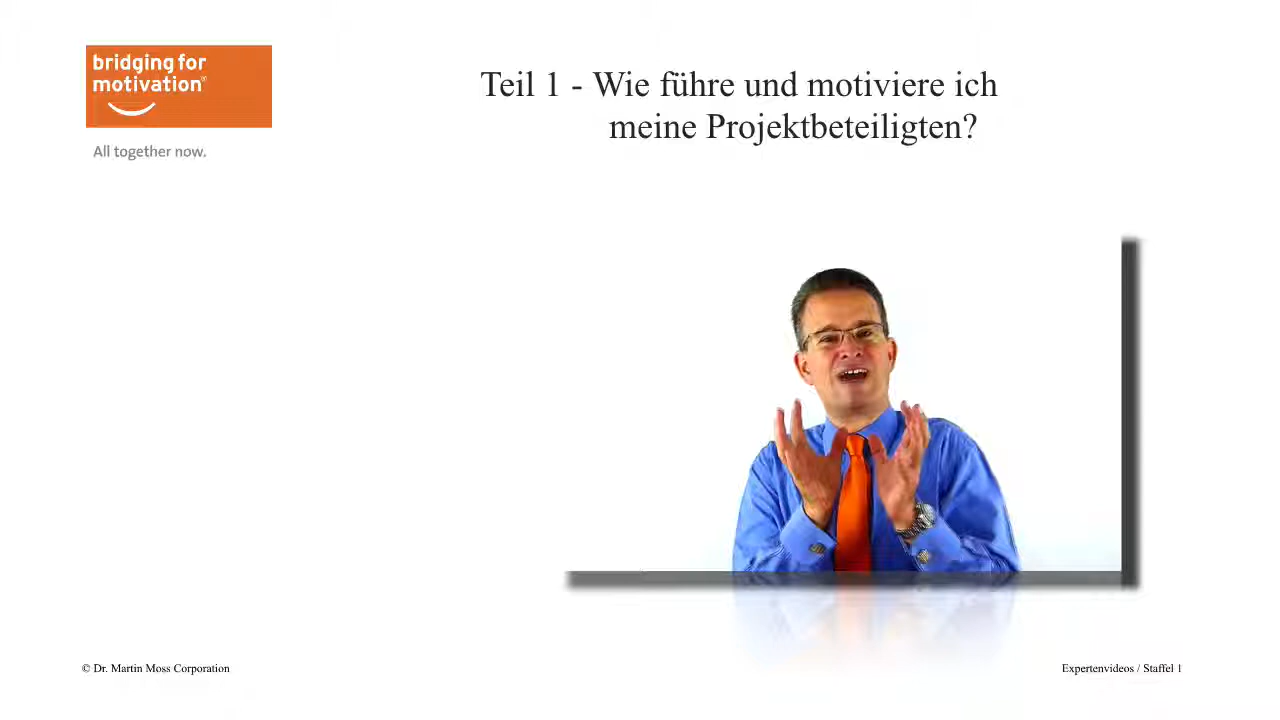 bridging for
motivation®
All together now.
Teil 1 - Wie führe und motiviere ich
meine Projektbeteiligten?
© Dr. Martin Moss Corporation
Expertenvideos / Staffel 1